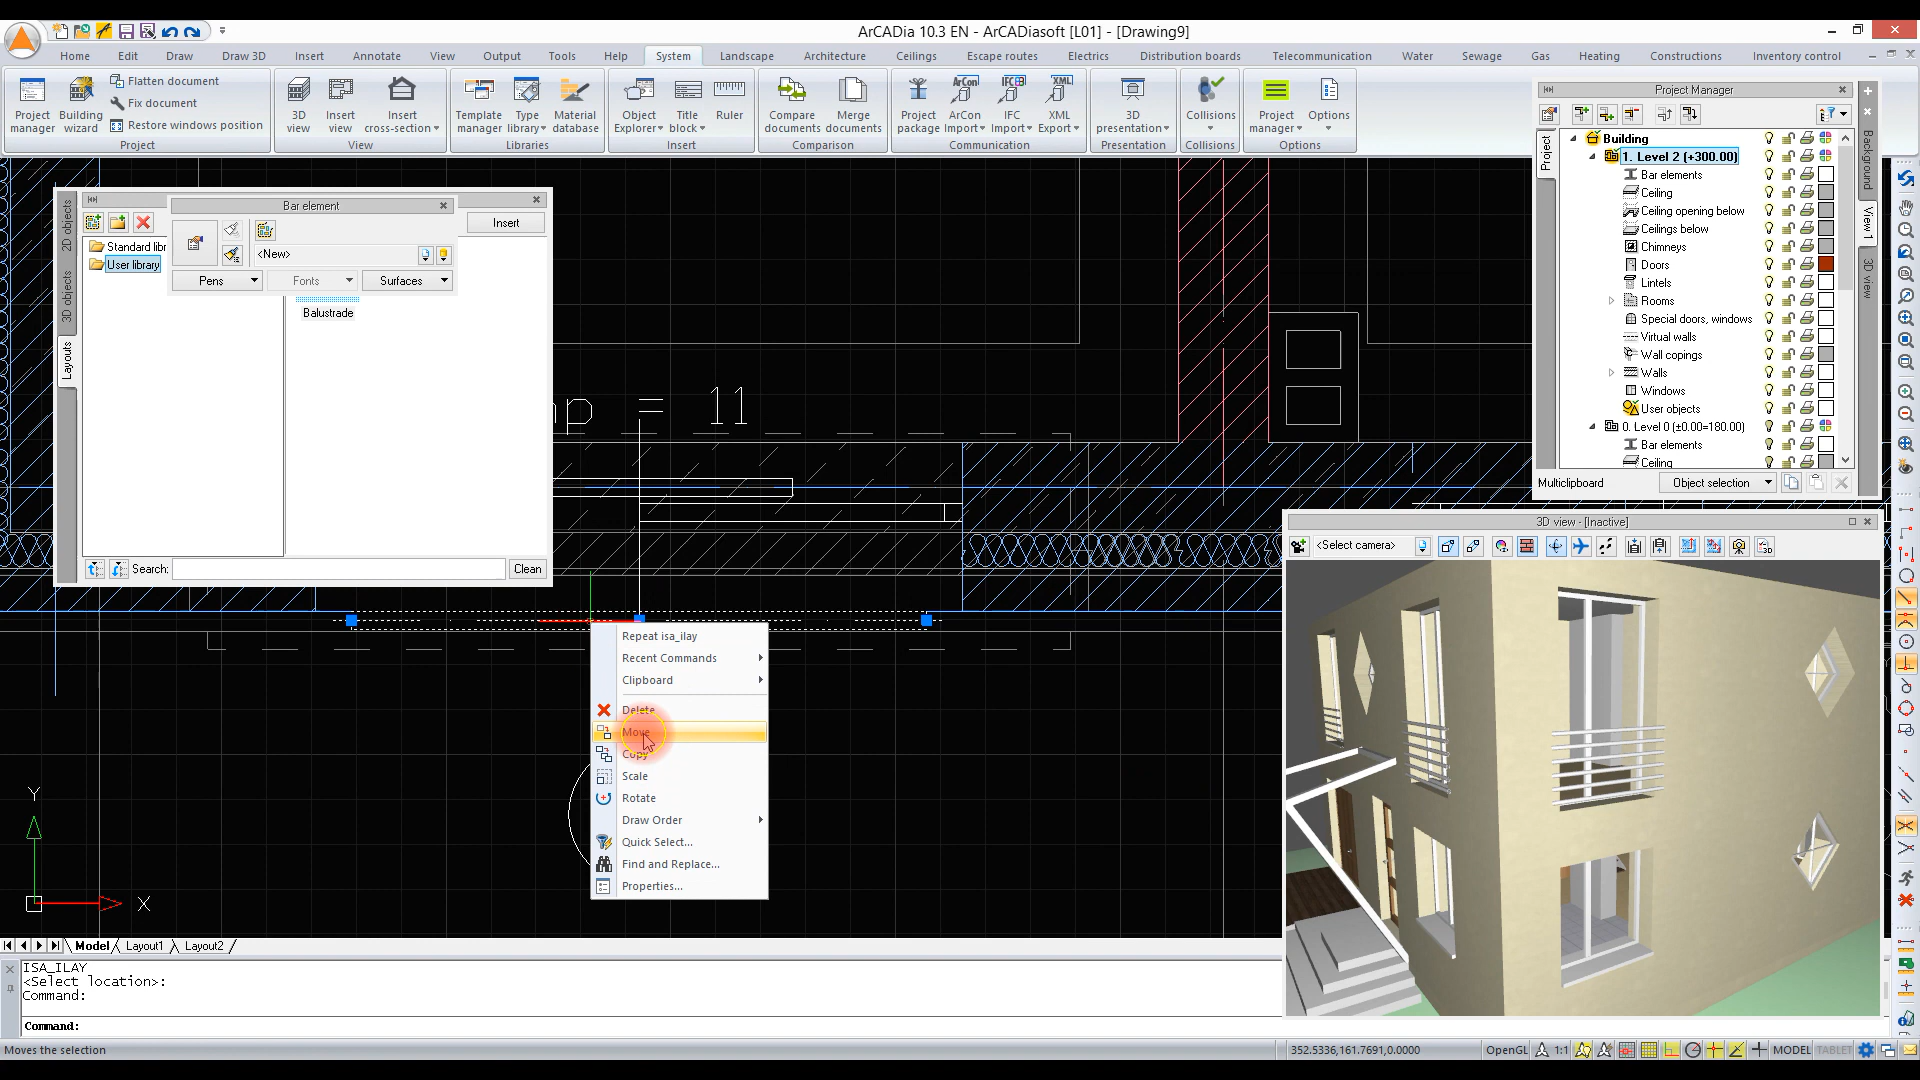 ArCADia 10.3 EN - ArCADiasoft [L01] - [Drawing9]
Home Edit Draw Draw 3D Insert Annotate View Output Tools Help System Landscape Architecture Ceilings Escape routes Electrics Distribution boards Telecommunication Water Sewage Gas Heating Constructions Inventory control
Project manager
Building wizard
Flatten document
Fix document
Restore windows position
3D view
Insert view
Insert cross-section
Template manager
Type library
Material database
Object Explorer
Title block
Ruler
Compare documents
Merge documents
Project package
ArCon Import
IFC Import
XML Export
3D presentation
Collisions
Project manager
Options
Project View Libraries Insert Comparison Communication Presentation Collisions Options
2D objects
3D objects
Layouts
Standard libr
User library
Insert
Bar element
<New>
Pens
Fonts
Surfaces
Balustrade
Search:
Clean
= 11
Repeat isa_ilay
Recent Commands
Clipboard
Delete
Move
Copy
Scale
Rotate
Draw Order
Quick Select...
Find and Replace...
Properties...
Project Manager
Project
Background
View 1
3D view
Building
1. Level 2 (+300.00)
Bar elements
Ceiling
Ceiling opening below
Ceilings below
Chimneys
Doors
Lintels
Rooms
Special doors, windows
Virtual walls
Wall copings
Walls
Windows
User objects
0. Level 0 (±0.00=180.00)
Bar elements
Ceiling
Multiclipboard
Object selection
3D view - [Inactive]
<Select camera>
Y
X
Model Layout1 Layout2
ISA_ILAY
<Select location>:
Command:
Command:
Moves the selection
352.5336,161.7691,0.0000
OpenGL
1:1
MODEL
TABLET